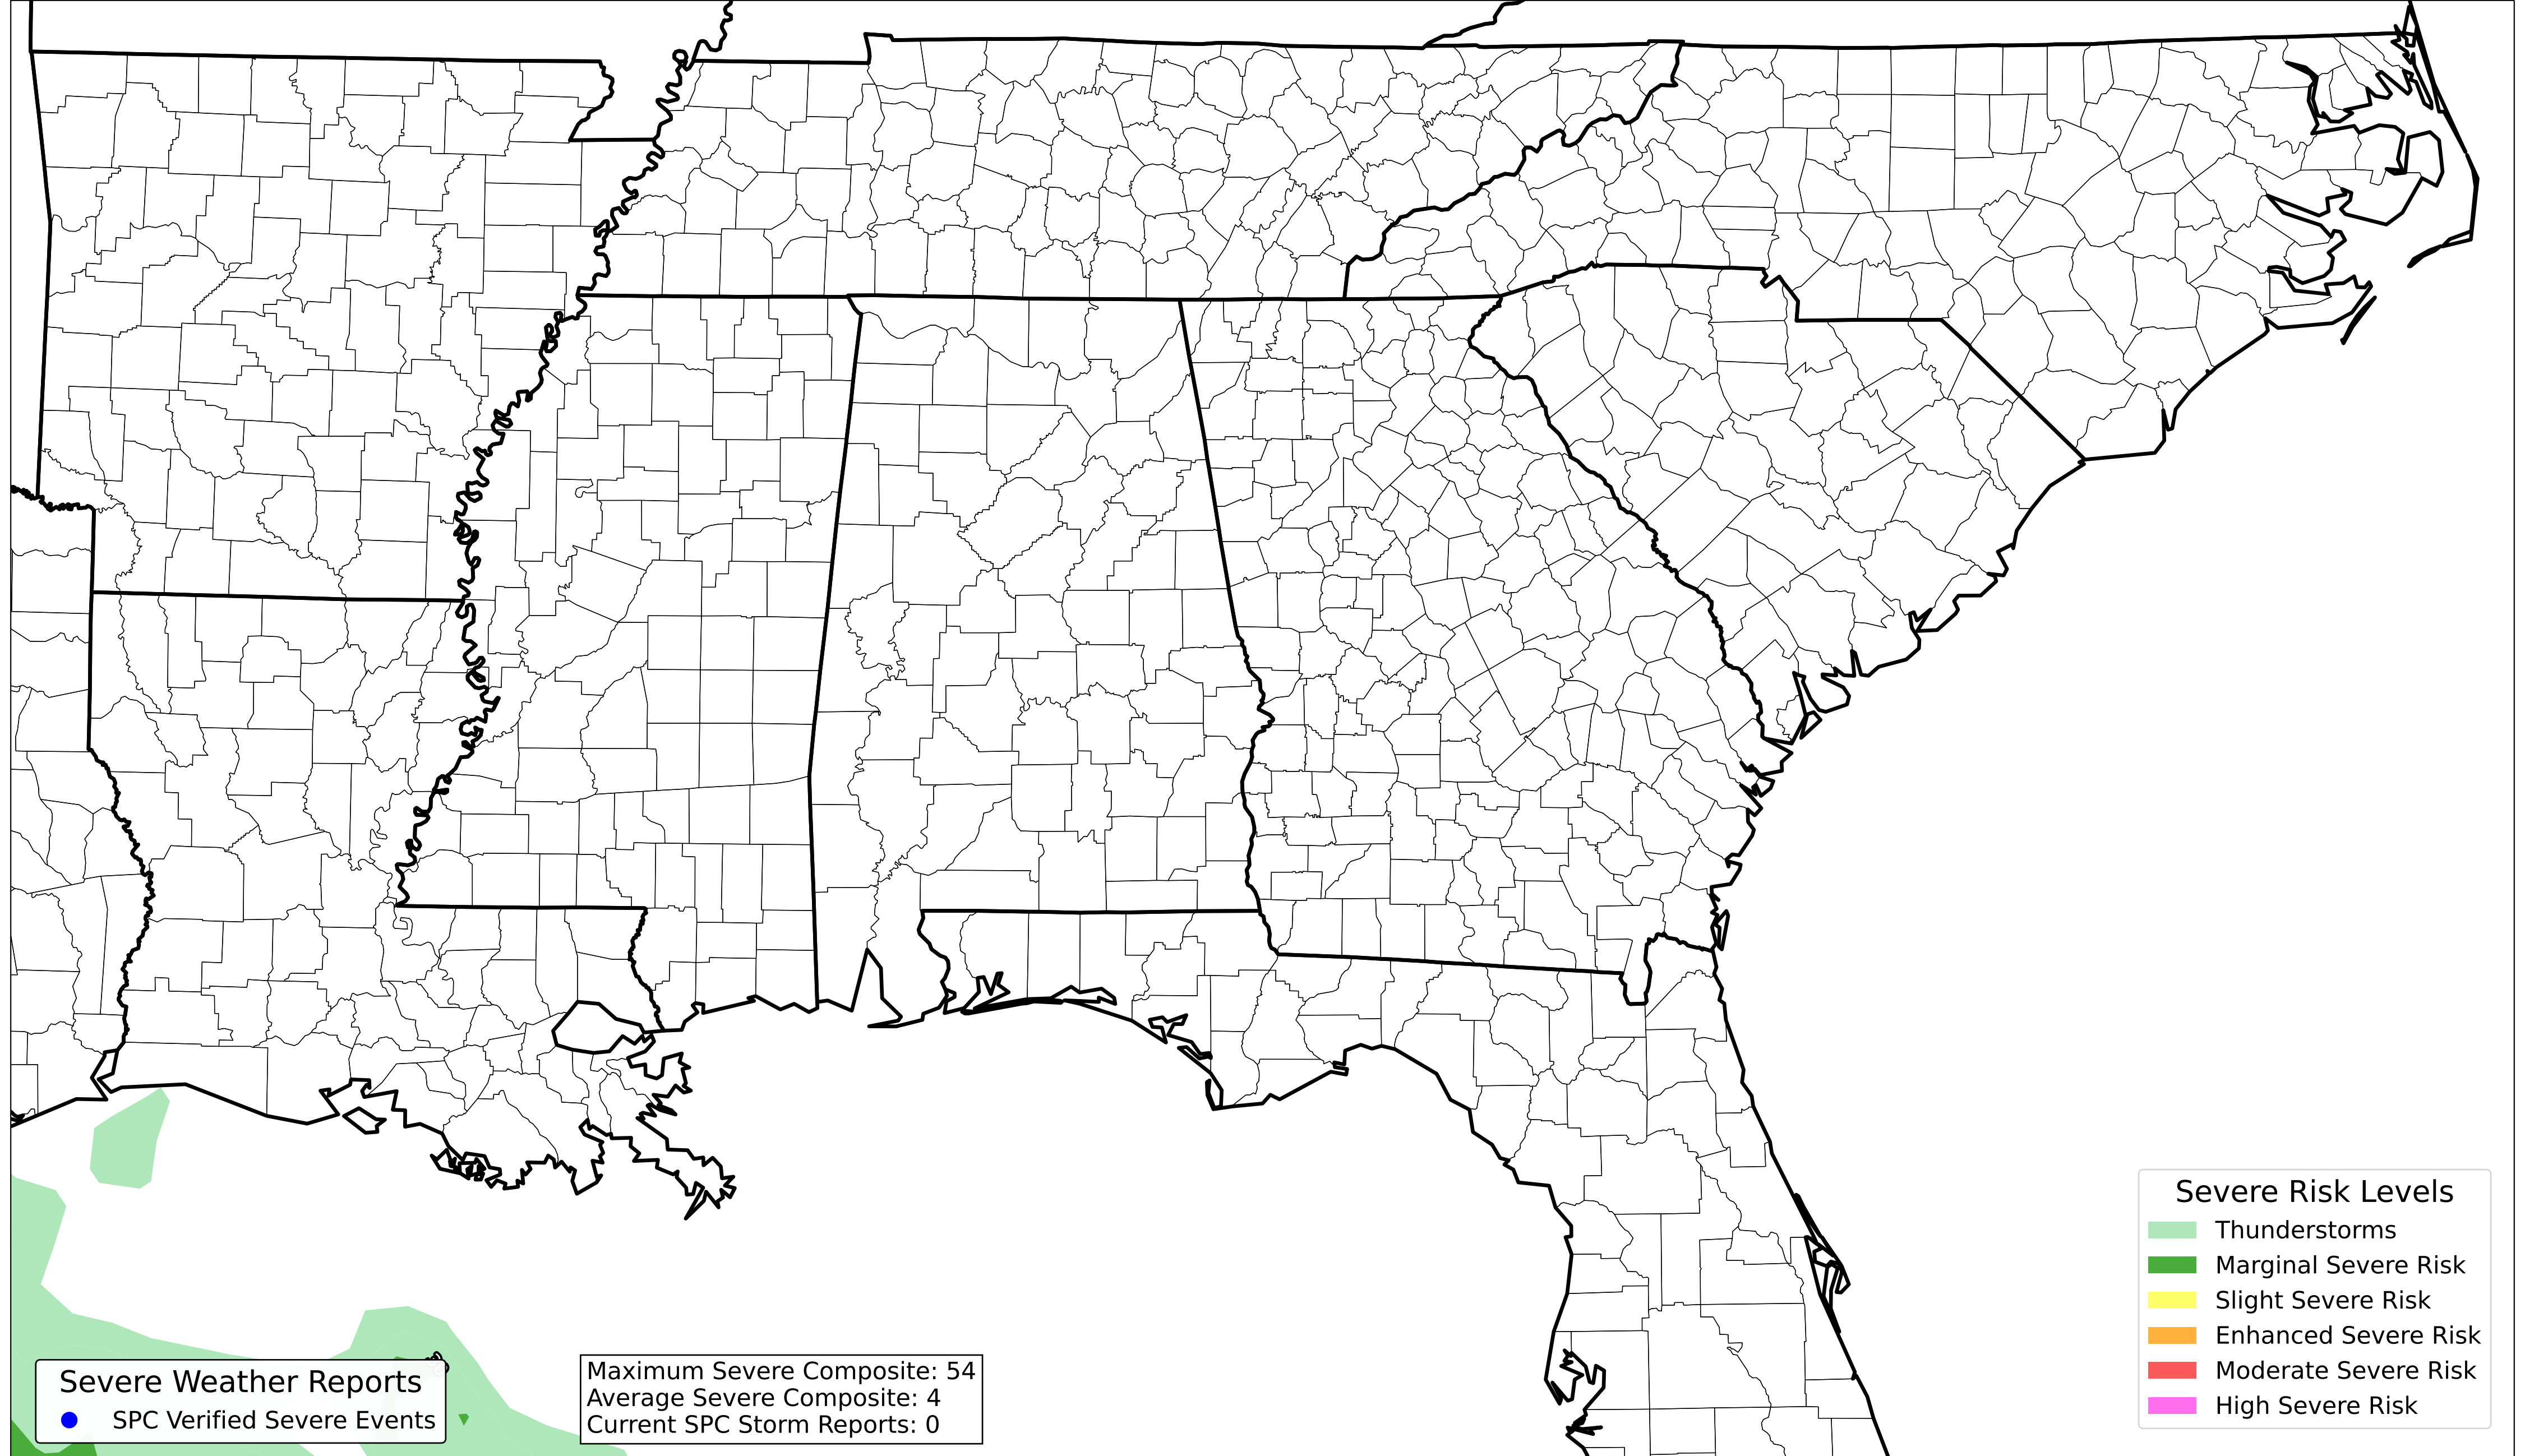 Severe Risk Levels
Thunderstorms
Marginal Severe Risk
Slight Severe Risk
Enhanced Severe Risk
Moderate Severe Risk
High Severe Risk
Severe Weather Reports
SPC Verified Severe Events
Maximum Severe Composite: 54
Average Severe Composite: 4
Current SPC Storm Reports: 0